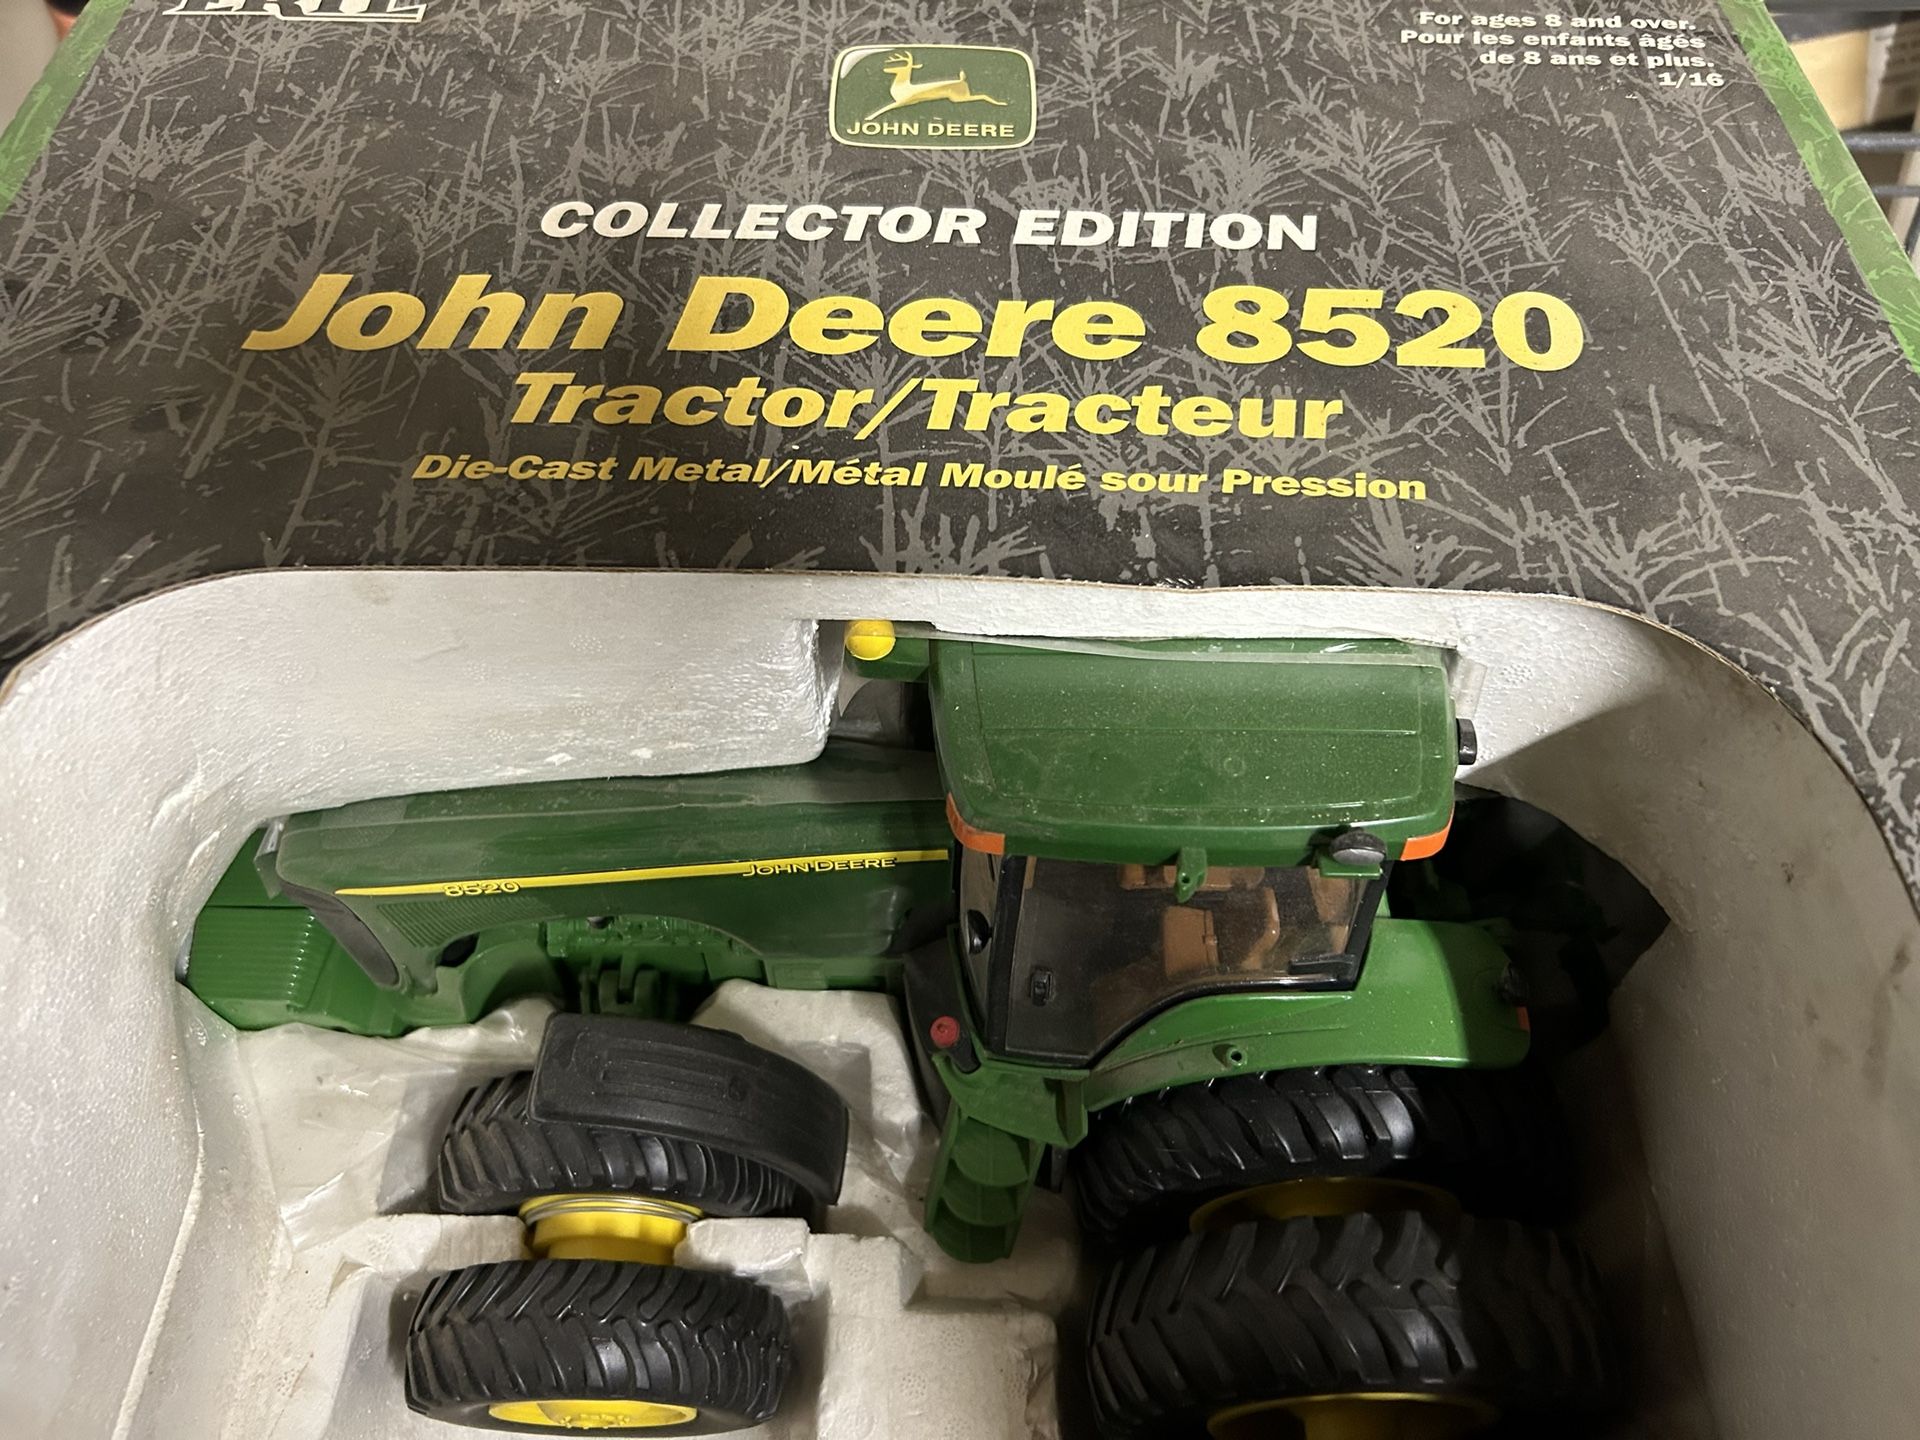 ERTL
For ages 8 and over.
Pour les enfants âgés
de 8 ans et plus.
1/16
JOHN DEERE
COLLECTOR EDITION
John Deere 8520
Tractor/Tracteur
Die-Cast Metal/Métal Moulé sour Pression
8520 JOHN DEERE